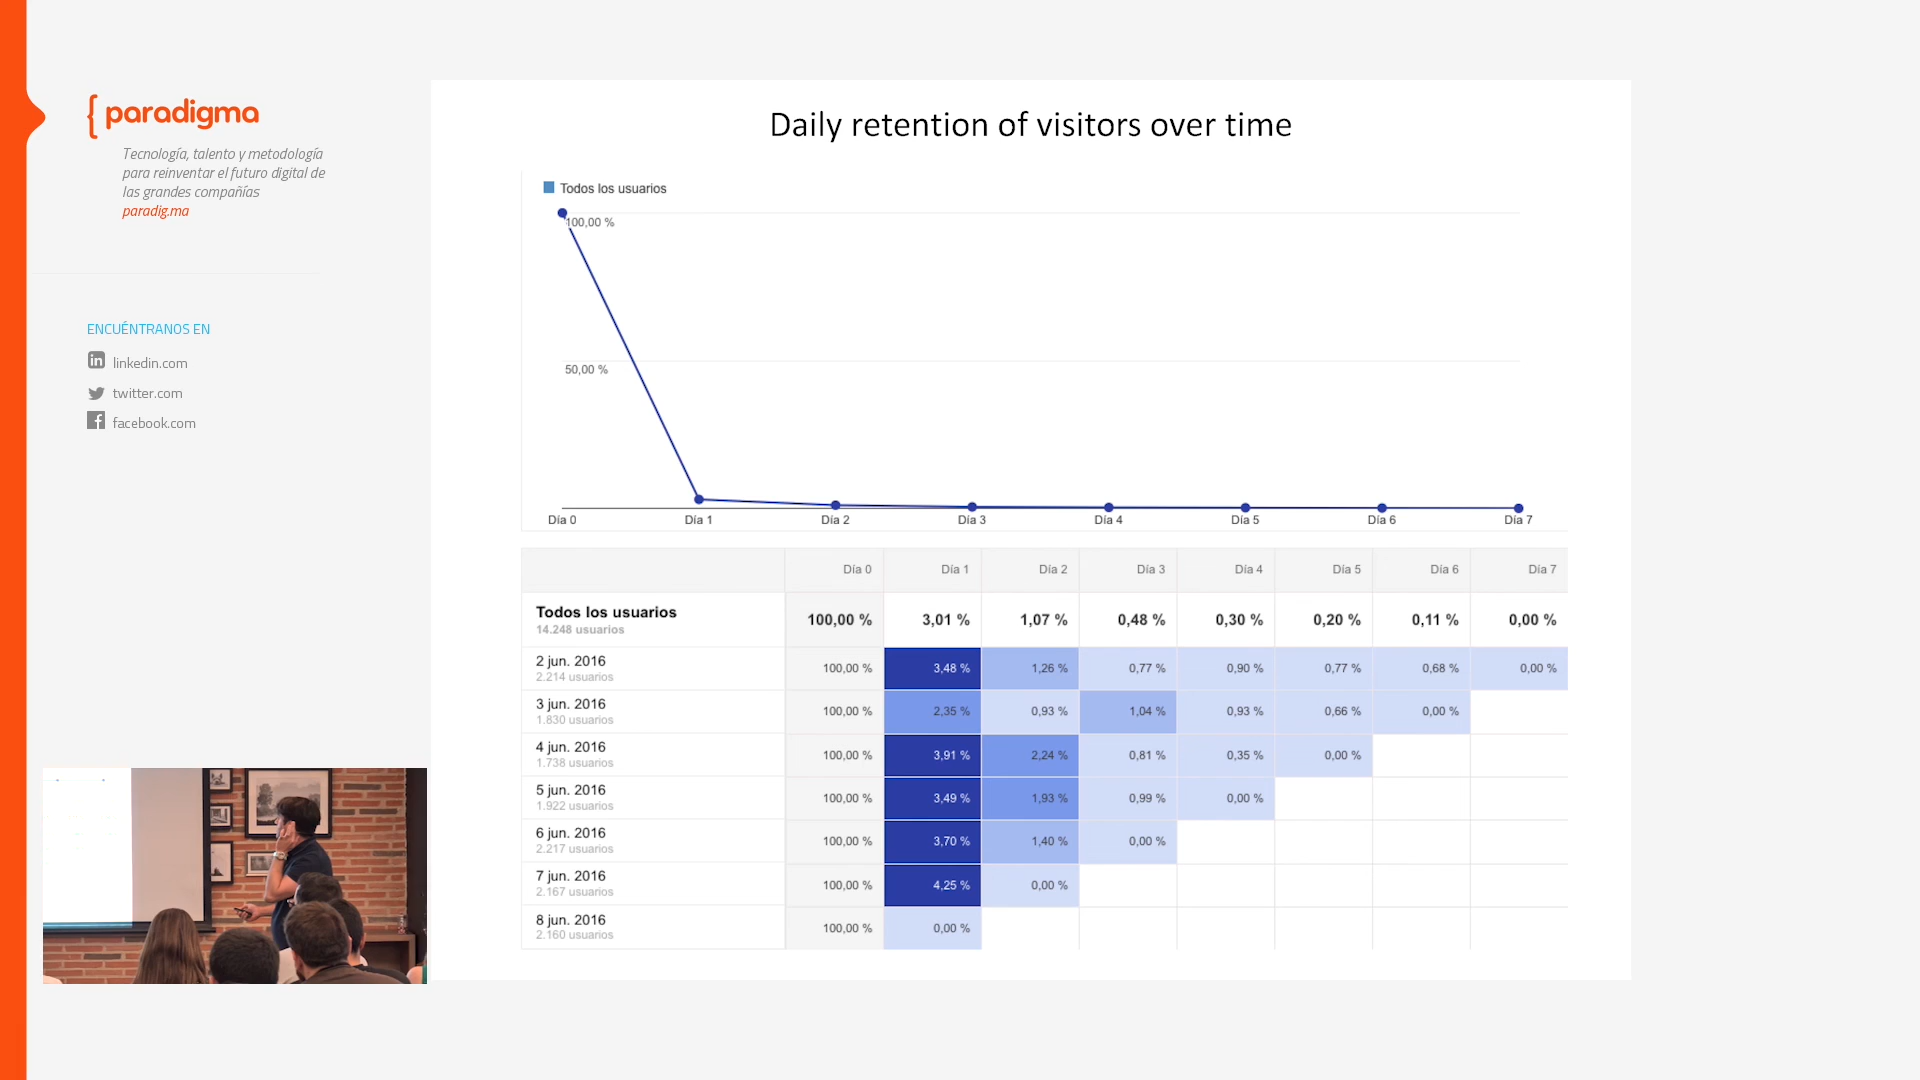 { paradigma
Tecnología, talento y metodología
para reinventar el futuro digital de
las grandes compañías
paradig.ma
ENCUÉNTRANOS EN
linkedin.com
twitter.com
facebook.com
Daily retention of visitors over time
Todos los usuarios
100,00 %
50,00 %
Día 0 Día 1 Día 2 Día 3 Día 4 Día 5 Día 6 Día 7
Día 0 Día 1 Día 2 Día 3 Día 4 Día 5 Día 6 Día 7
Todos los usuarios 100,00 % 3,01 % 1,07 % 0,48 % 0,30 % 0,20 % 0,11 % 0,00 %
14.248 usuarios
2 jun. 2016 100,00 % 3,48 % 1,26 % 0,77 % 0,90 % 0,77 % 0,68 % 0,00 %
2.214 usuarios
3 jun. 2016 100,00 % 2,35 % 0,93 % 1,04 % 0,93 % 0,66 % 0,00 %
1.830 usuarios
4 jun. 2016 100,00 % 3,91 % 2,24 % 0,81 % 0,35 % 0,00 %
1.738 usuarios
5 jun. 2016 100,00 % 3,49 % 1,93 % 0,99 % 0,00 %
1.922 usuarios
6 jun. 2016 100,00 % 3,70 % 1,40 % 0,00 %
2.217 usuarios
7 jun. 2016 100,00 % 4,25 % 0,00 %
2.167 usuarios
8 jun. 2016 100,00 % 0,00 %
2.160 usuarios